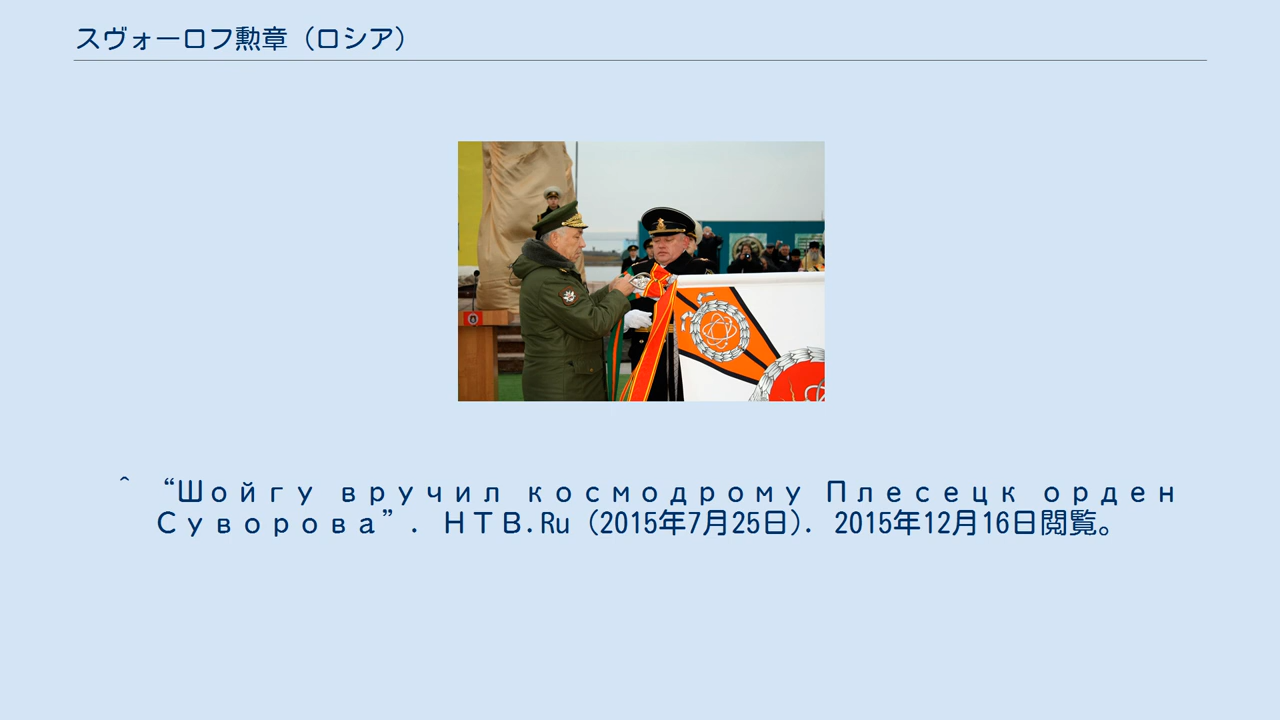 スヴォーロフ勲章（ロシア）
^ “Шойгу вручил космодрому Плесецк орден
Суворова”. НТВ.Ru (2015年7月25日). 2015年12月16日閲覧。